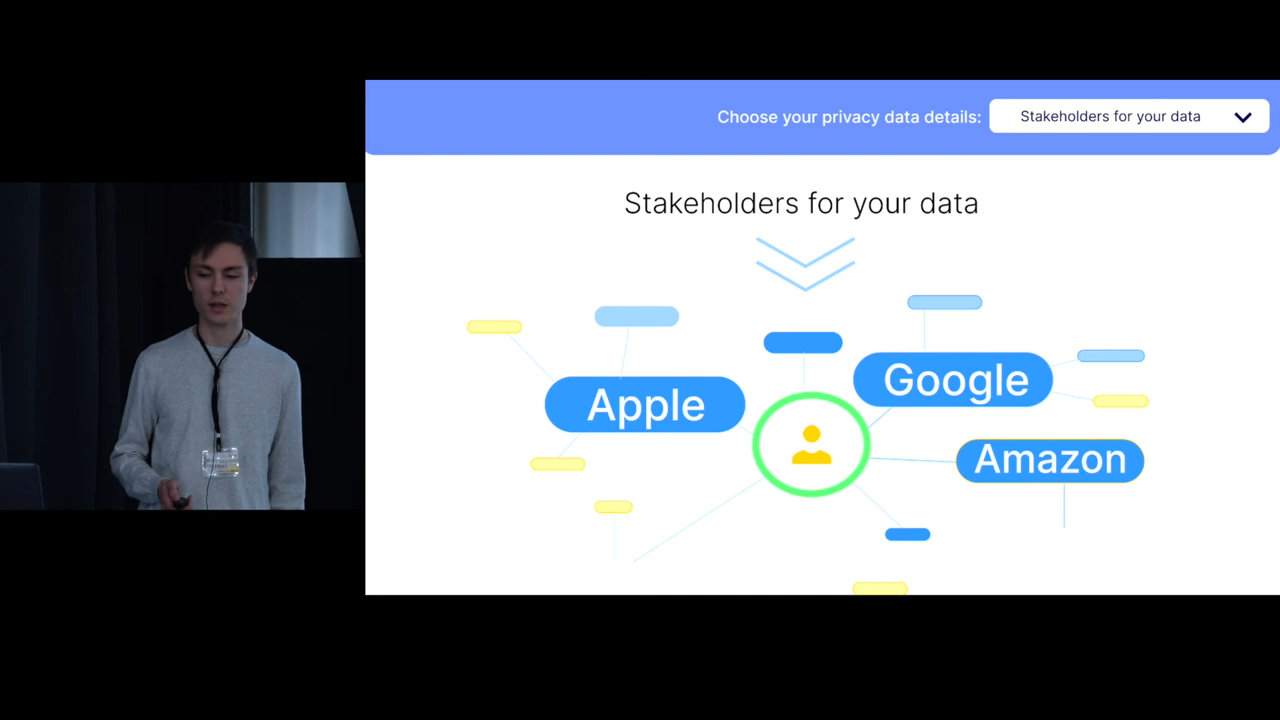 Choose your privacy data details:
Stakeholders for your data
Stakeholders for your data
Apple
Google
Amazon